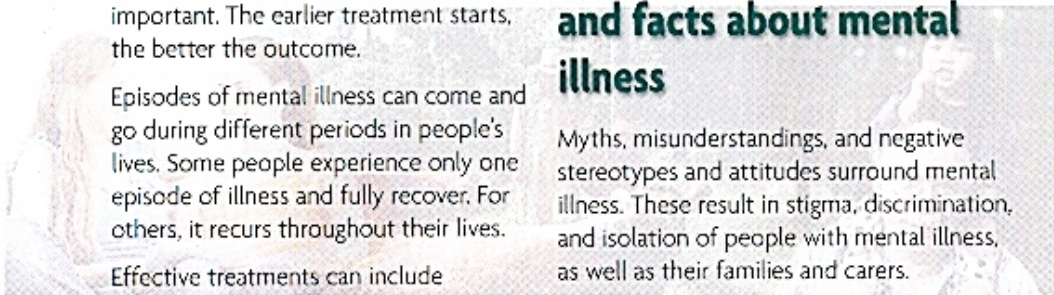 important. The earlier treatment starts,
the better the outcome.
Episodes of mental illness can come and
go during different periods in people's
lives. Some people experience only one
episode of illness and fully recover. For
others, it recurs throughout their lives.
Effective treatments can include
and facts about mental
illness
Myths, misunderstandings, and negative
stereotypes and attitudes surround mental
illness. These result in stigma, discrimination,
and isolation of people with mental illness,
as well as their families and carers.